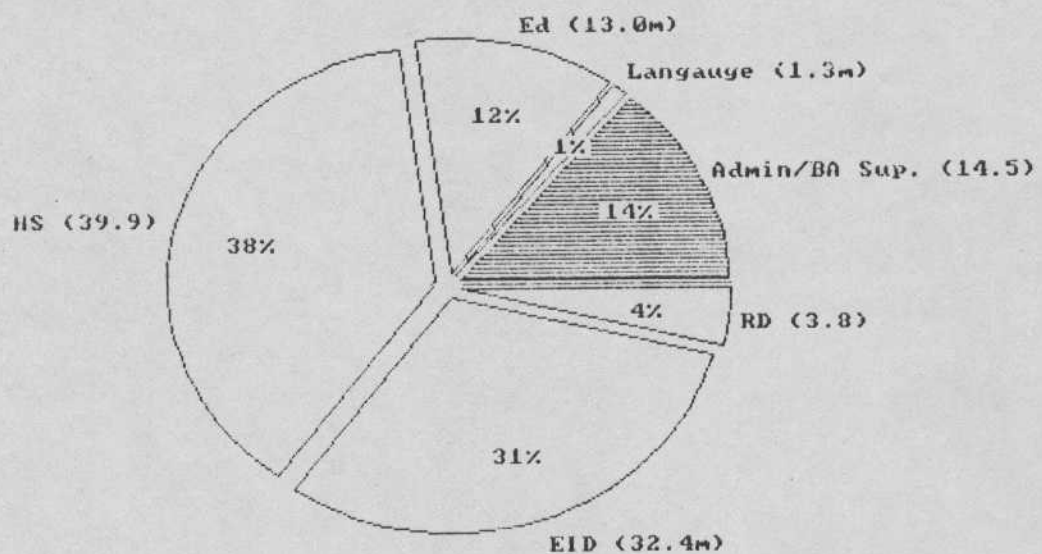 Ed (13.0m)
Langauge (1.3m)
12%
1%
Admin/BA Sup. (14.5)
14%
HS (39.9)
38%
4%
RD (3.8)
31%
EID (32.4m)